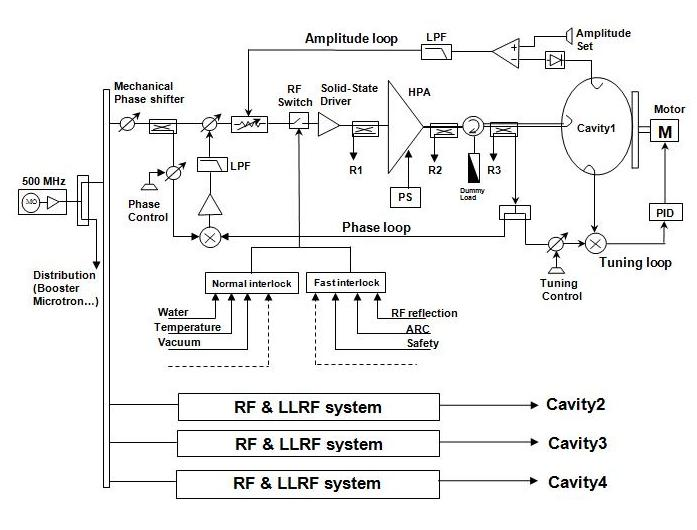 Amplitude loop
LPF
Amplitude
Set
Mechanical
Phase shifter
RF
Switch
Solid-State
Driver
HPA
Motor
Cavity1
M
LPF
R1
R2
R3
500 MHz
MO
Phase
Control
PS
Dummy
Load
PID
Phase loop
Tuning loop
Distribution
(Booster
Microtron...)
Normal interlock
Fast interlock
Tuning
Control
Water
Temperature
Vacuum
RF reflection
ARC
Safety
RF & LLRF system
Cavity2
RF & LLRF system
Cavity3
RF & LLRF system
Cavity4